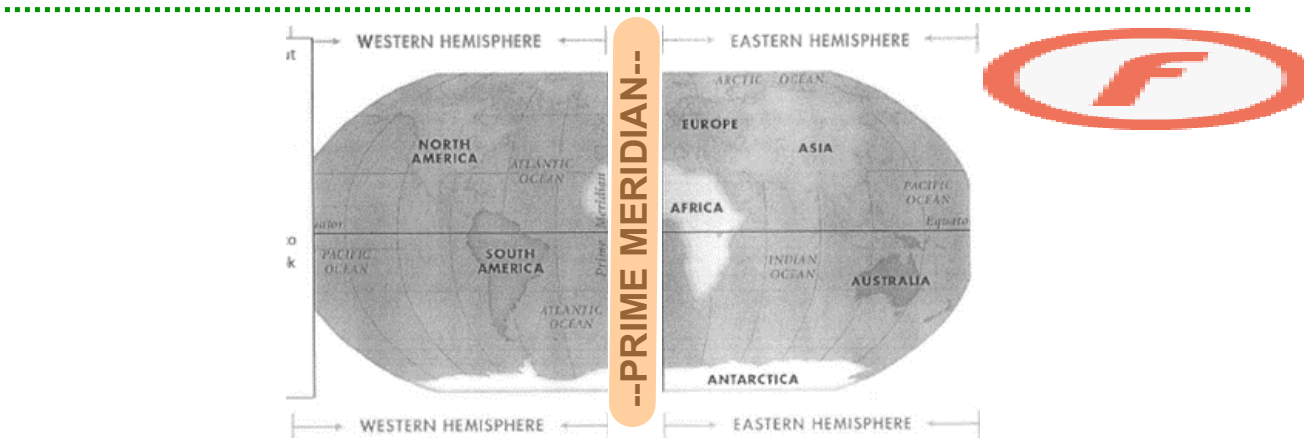 WESTERN HEMISPHERE
EASTERN HEMISPHERE
--PRIME MERIDIAN--
F
ARCTIC OCEAN
EUROPE
ASIA
NORTH
AMERICA
ATLANTIC
OCEAN
PACIFIC
OCEAN
AFRICA
Prime Meridian
Equato
PACIFIC
OCEAN
SOUTH
AMERICA
INDIAN
OCEAN
AUSTRALIA
ATLANTIC
OCEAN
ANTARCTICA
WESTERN HEMISPHERE
EASTERN HEMISPHERE